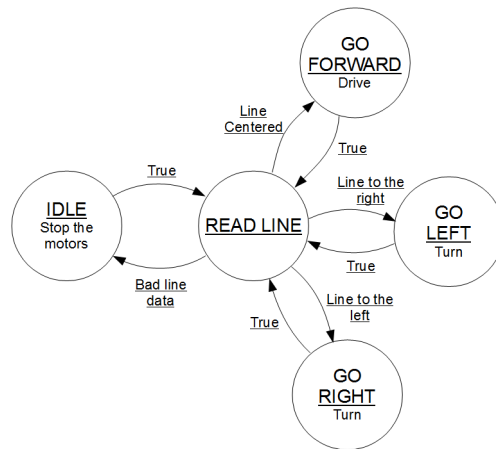 GO
FORWARD
Drive
Line
Centered
True
True
Line to the
right
IDLE
Stop the
motors
READ LINE
GO
LEFT
Turn
True
Bad line
data
Line to the
left
True
GO
RIGHT
Turn